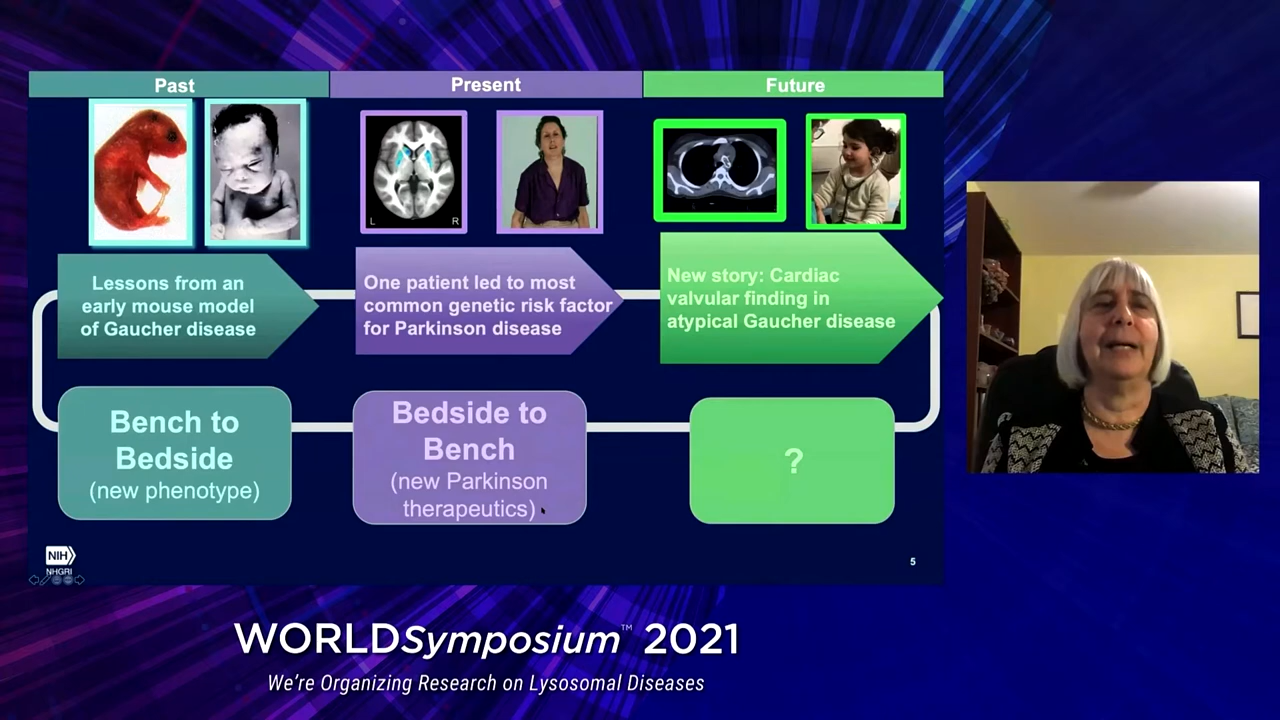 Past
Present
Future
L
R
Lessons from an
early mouse model
of Gaucher disease
One patient led to most
common genetic risk factor
for Parkinson disease
New story: Cardiac
valvular finding in
atypical Gaucher disease
Bench to
Bedside
(new phenotype)
Bedside to
Bench
(new Parkinson
therapeutics)
?
NIH
NHGRI
5
WORLDSymposium™ 2021
We're Organizing Research on Lysosomal Diseases